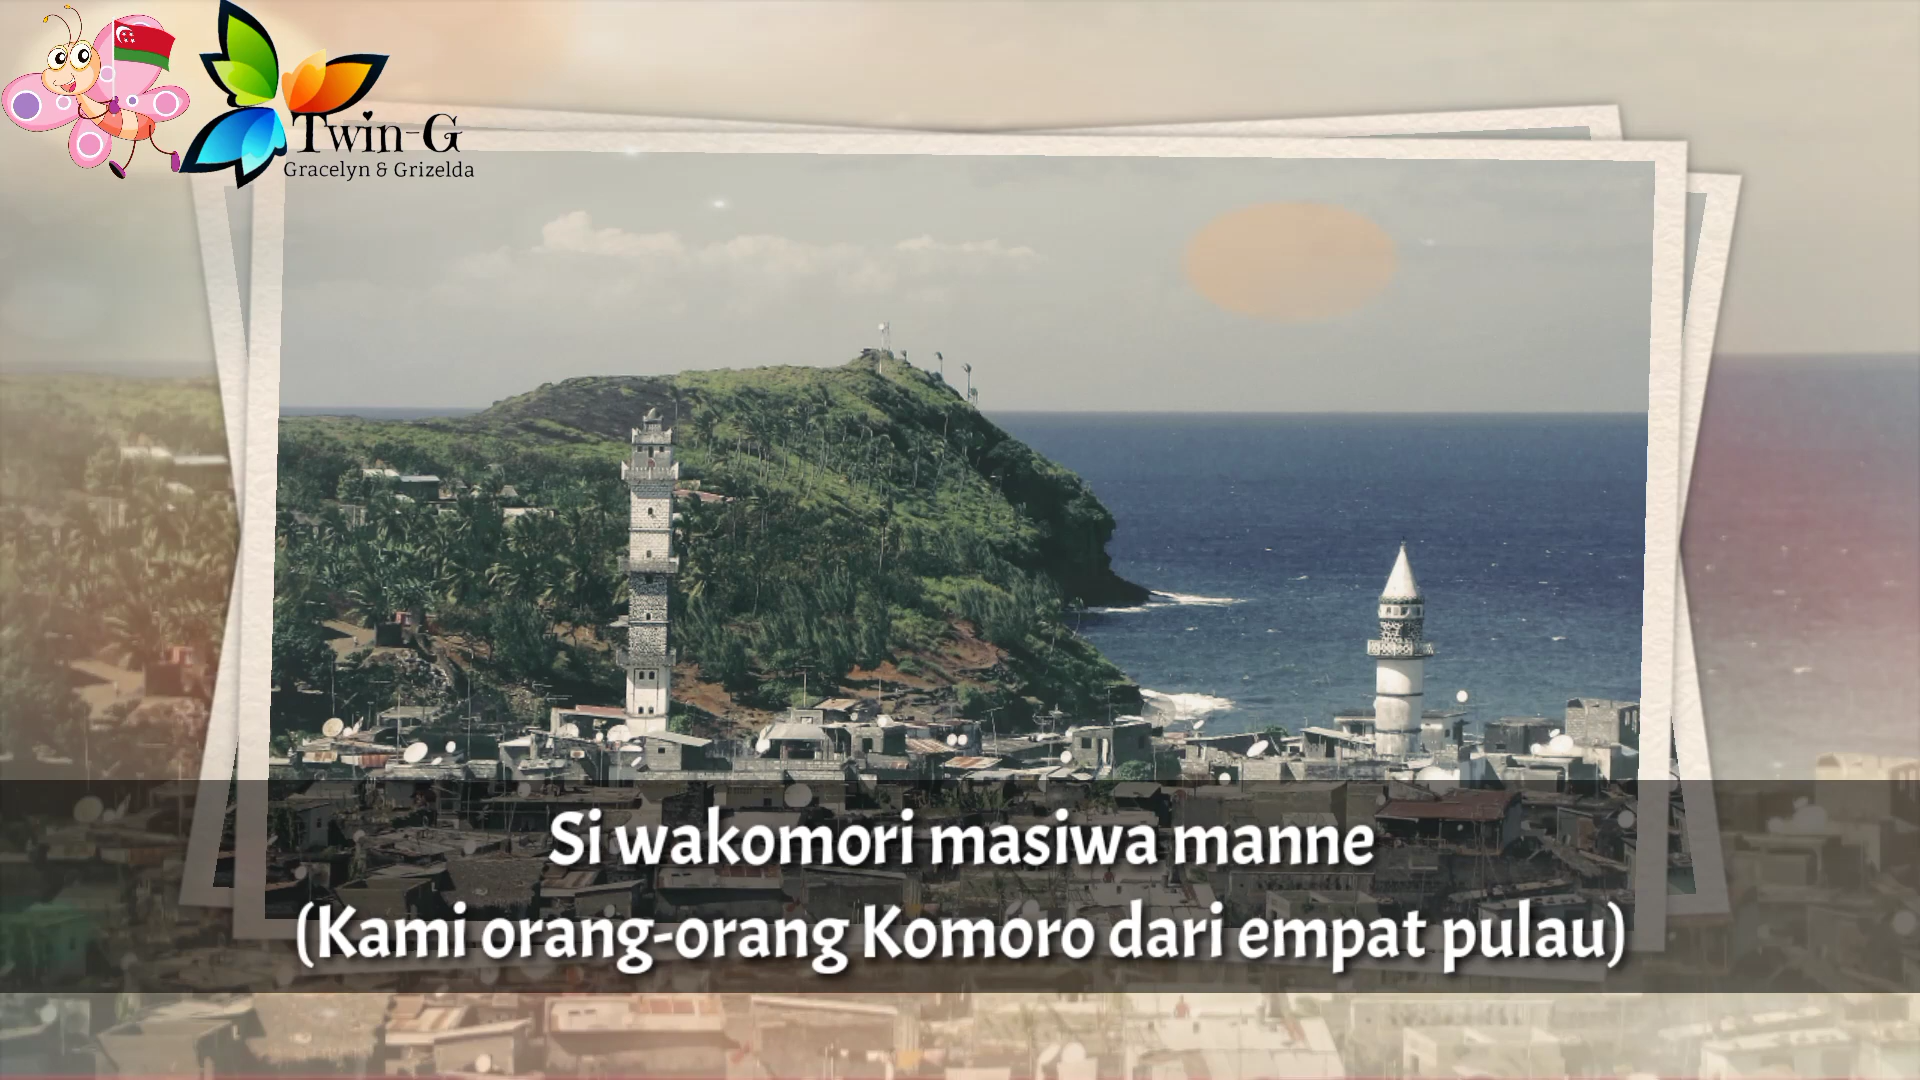 Twin-G
Gracelyn & Grizelda
Si wakomori masiwa manne
(Kami orang-orang Komoro dari empat pulau)